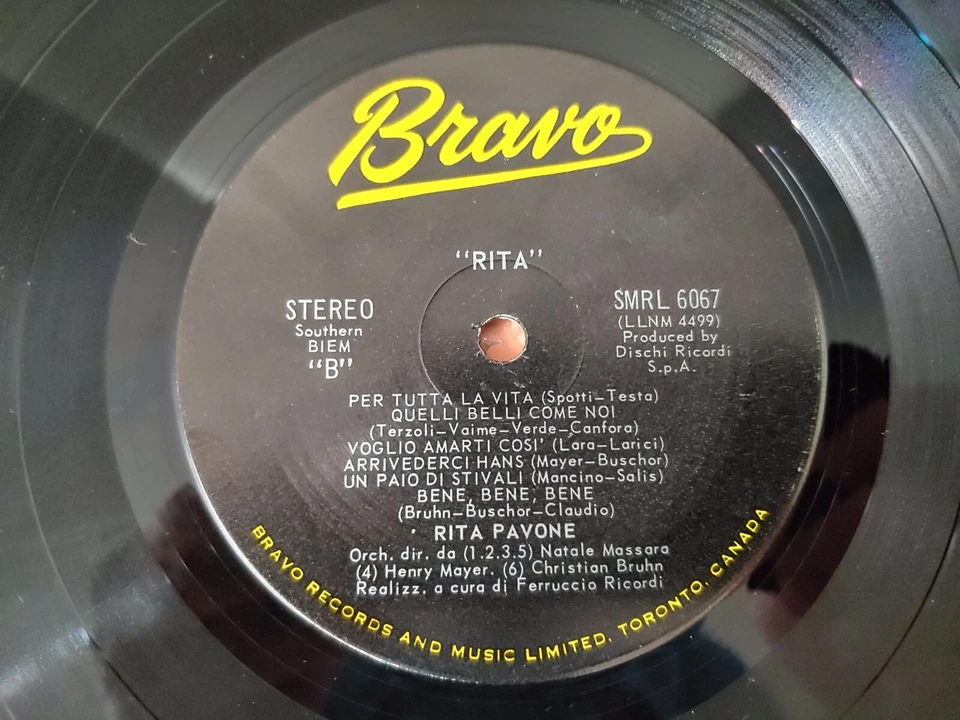 Bravo
"RITA"
STEREO
Southern
BIEM
"B"
SMRL 6067
(LLNM 4499)
Produced by
Dischi Ricordi
S.p.A.
PER TUTTA LA VITA (Spotti-Testa)
QUELLI BELLI COME NOI
(Terzoli-Vaime-Verde-Canfora)
VOGLIO AMARTI COSI' (Lara-Larici)
ARRIVEDERCI HANS (Mayer-Buschor)
UN PAIO DI STIVALI (Mancino-Salis)
BENE, BENE, BENE
(Bruhn-Buschor-Claudio)
RITA PAVONE
Orch. dir. da (1.2.3.5) Natale Massara
(4) Henry Mayer. (6) Christian Bruhn
Realizz. a cura di Ferruccio Ricordi
BRAVO RECORDS AND MUSIC LIMITED. TORONTO. CANADA